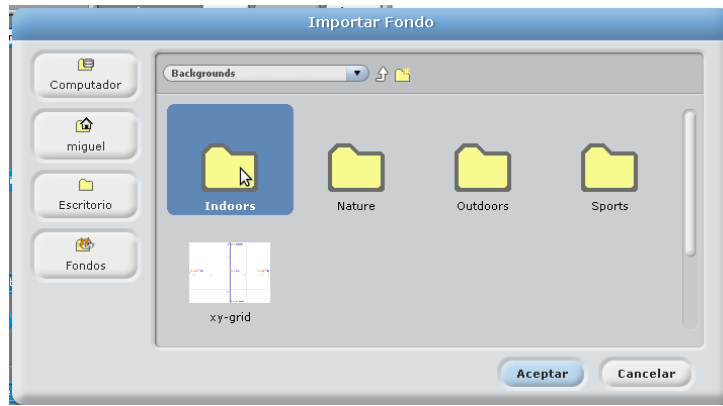 Importar Fondo
Computador
miguel
Escritorio
Fondos
Backgrounds
Indoors
Nature
Outdoors
Sports
xy-grid
Aceptar
Cancelar